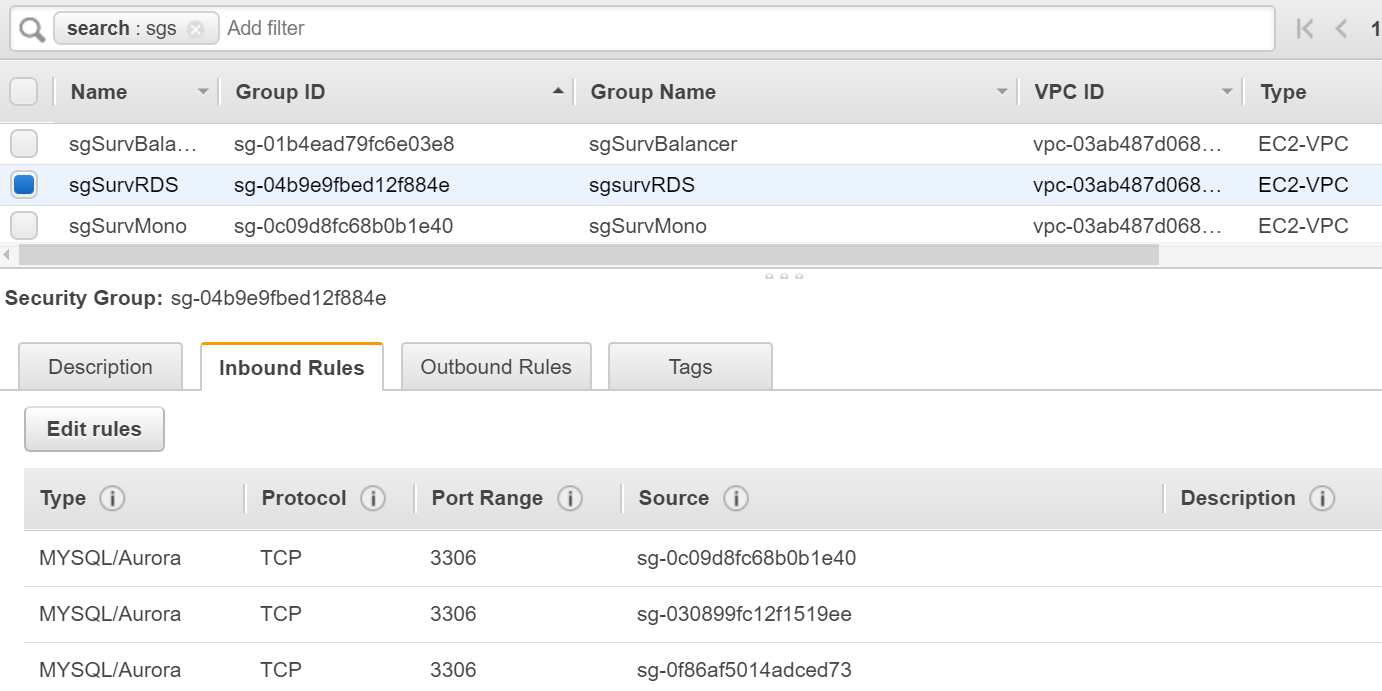 search : sgs Add filter 1
Name Group ID Group Name VPC ID Type
sgSurvBala… sg-01b4ead79fc6e03e8 sgSurvBalancer vpc-03ab487d068… EC2-VPC
sgSurvRDS sg-04b9e9fbed12f884e sgsurvRDS vpc-03ab487d068… EC2-VPC
sgSurvMono sg-0c09d8fc68b0b1e40 sgSurvMono vpc-03ab487d068… EC2-VPC
Security Group: sg-04b9e9fbed12f884e
Description Inbound Rules Outbound Rules Tags
Edit rules
Type i Protocol i Port Range i Source i Description i
MYSQL/Aurora TCP 3306 sg-0c09d8fc68b0b1e40
MYSQL/Aurora TCP 3306 sg-030899fc12f1519ee
MYSQL/Aurora TCP 3306 sg-0f86af5014adced73